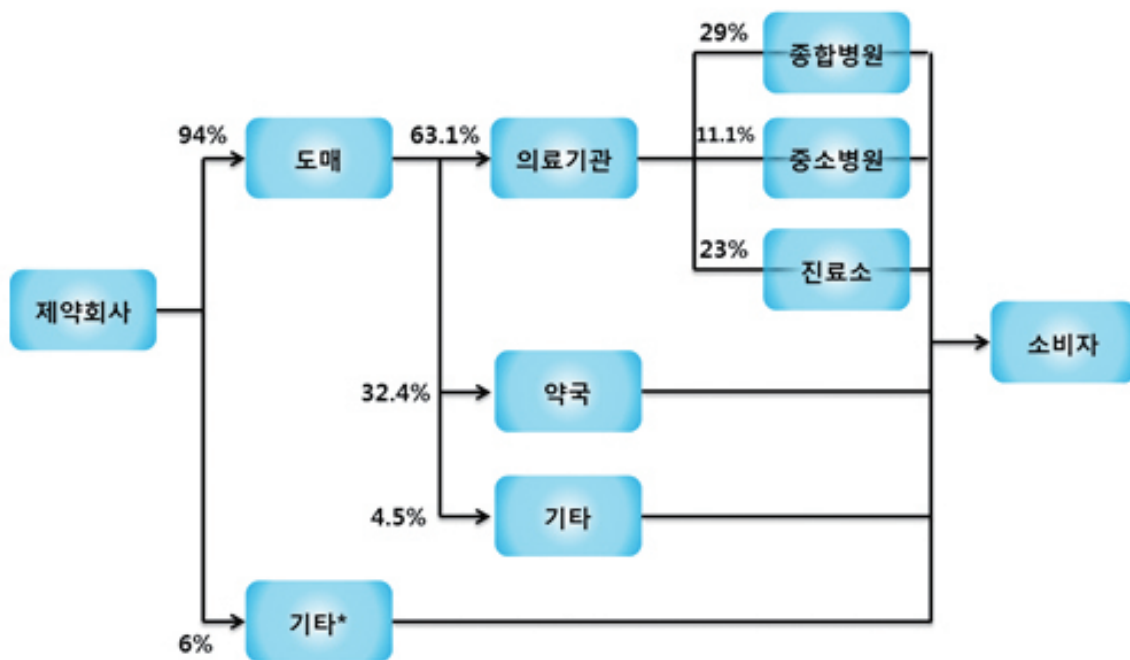 29%
종합병원
94%
도매
63.1%
의료기관
11.1%
중소병원
23%
진료소
제약회사
소비자
32.4%
약국
4.5%
기타
6%
기타*